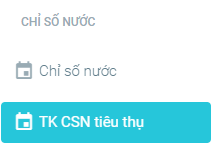 CHỈ SỐ NƯỚC
Chỉ số nước
TK CSN tiêu thụ